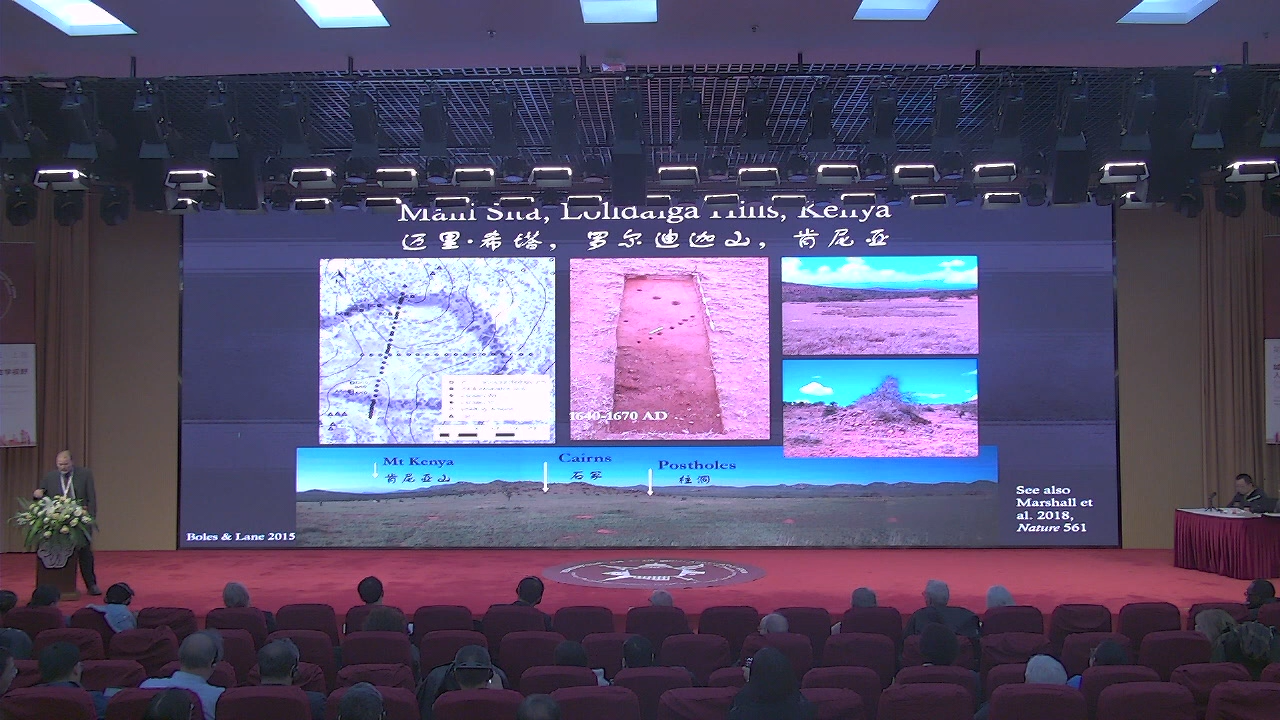 Maili Sita, Lolldaiga Hills, Kenya
迈里·希塔，罗尔迪迦山，肯尼亚
1640-1670 AD
Mt Kenya
肯尼亚山
Cairns
石冢
Postholes
柱洞
See also
Marshall et
al. 2018,
Nature 561
Boles & Lane 2015